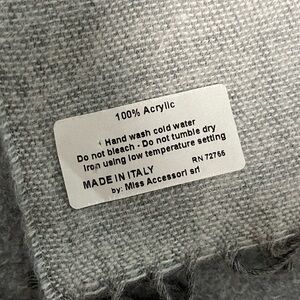 100% Acrylic
Hand wash cold water
Do not bleach - Do not tumble dry
Iron using low temperature setting
RN 72766
MADE IN ITALY
by: Miss Accessori srl